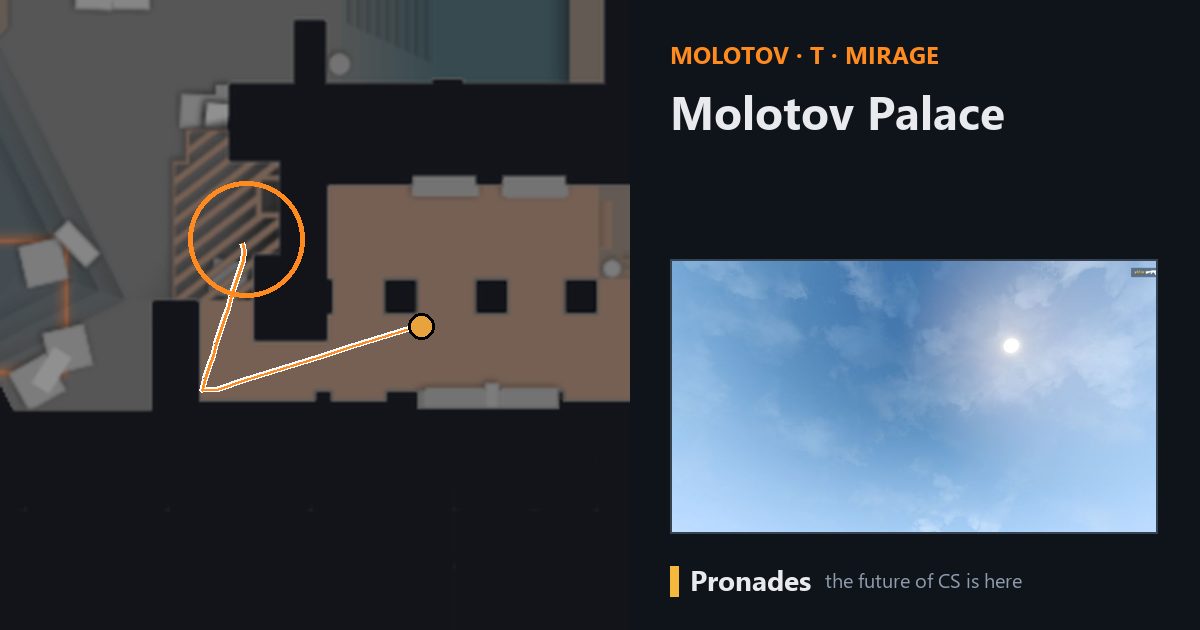 MOLOTOV · T · MIRAGE
Molotov Palace
Pronades the future of CS is here